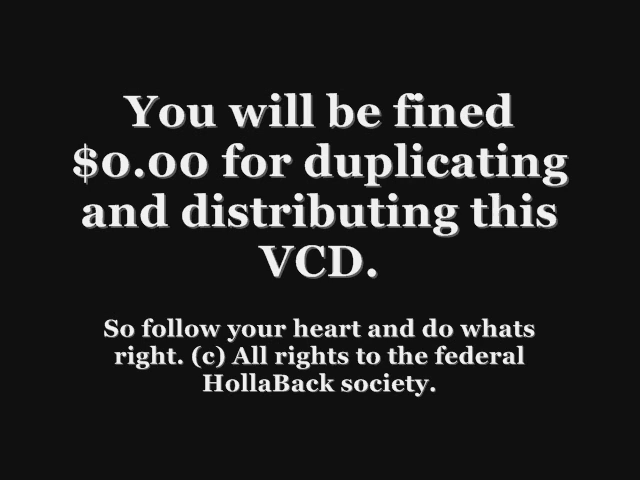 You will be fined
$0.00 for duplicating
and distributing this
VCD.
So follow your heart and do whats
right. (c) All rights to the federal
HollaBack society.